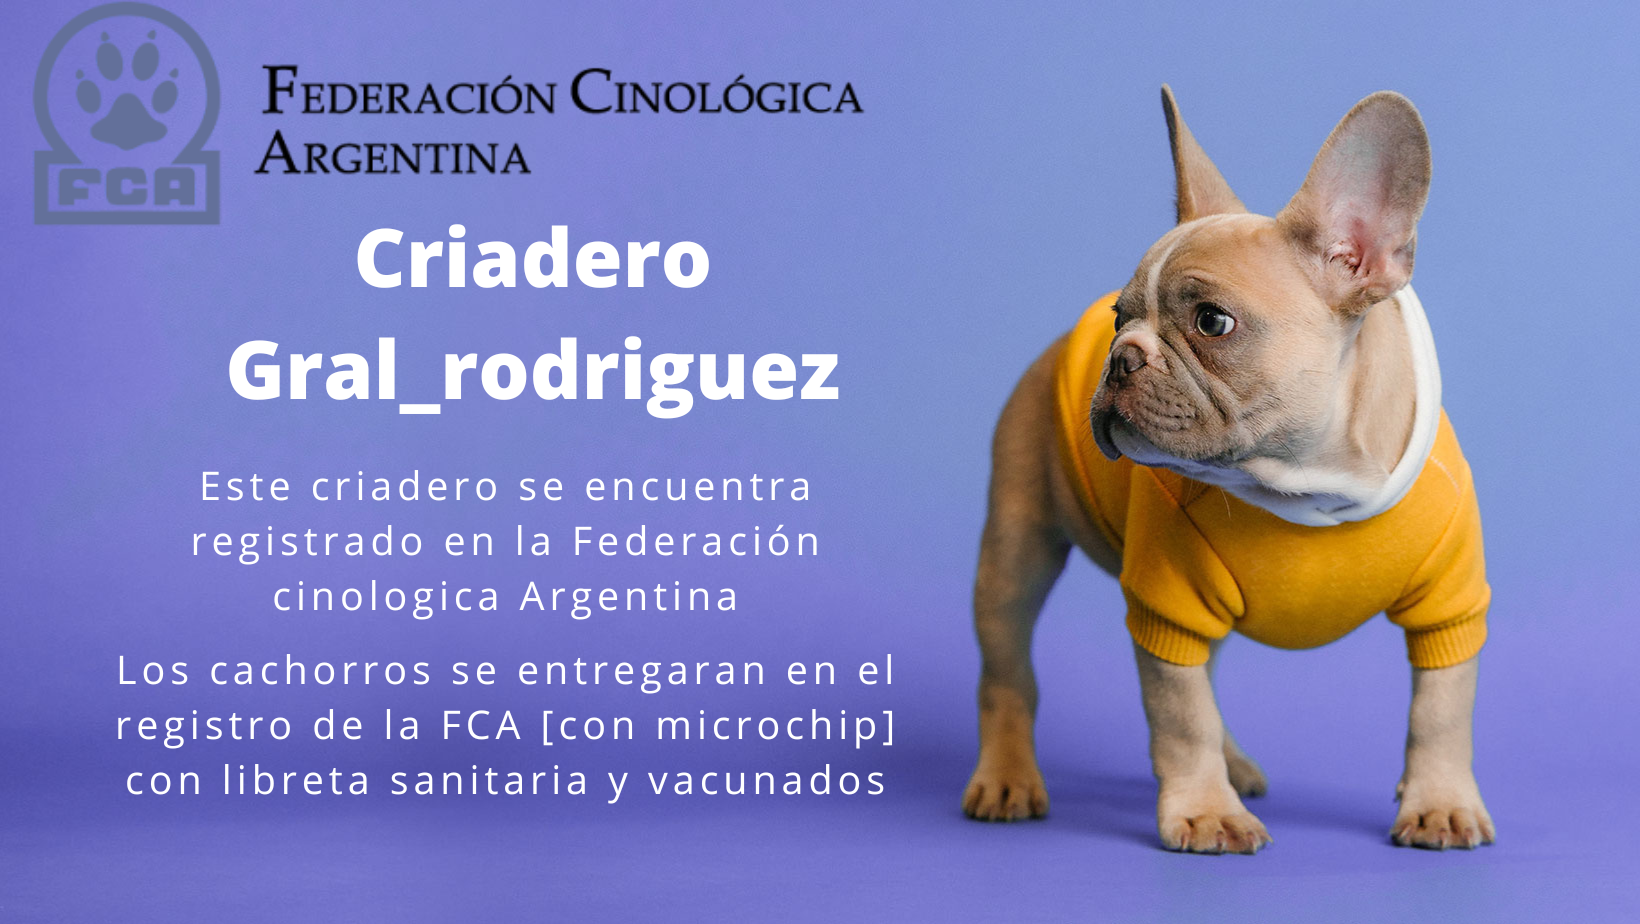 FCA
FEDERACIÓN CINOLÓGICA
ARGENTINA
Criadero
Gral_rodriguez
Este criadero se encuentra
registrado en la Federación
cinologica Argentina
Los cachorros se entregaran en el
registro de la FCA [con microchip]
con libreta sanitaria y vacunados